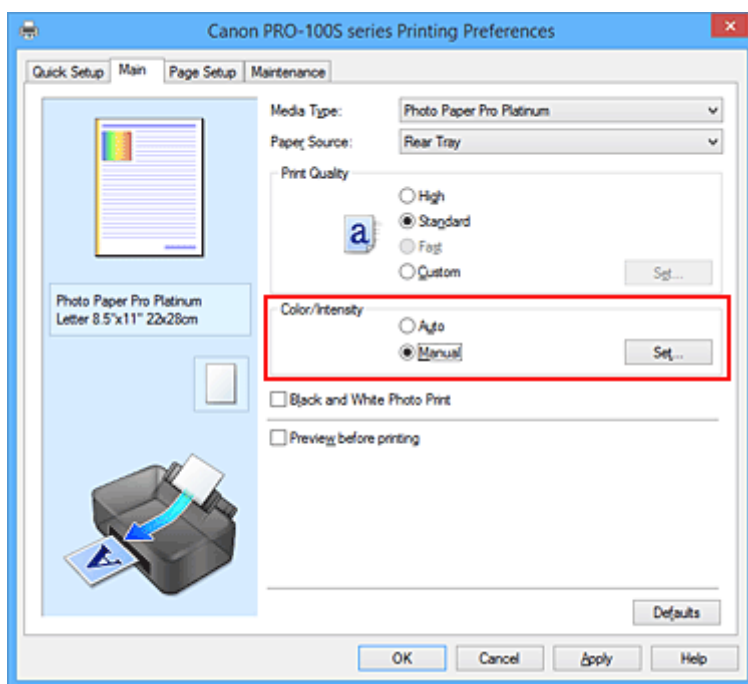 Canon PRO-100S series Printing Preferences
Quick Setup Main Page Setup Maintenance
Media Type: Photo Paper Pro Platinum
Paper Source: Rear Tray
Print Quality
High
a Standard
Fast
Custom Set...
Photo Paper Pro Platinum
Letter 8.5"x11" 22x28cm
Color/Intensity
Auto
Manual Set...
Black and White Photo Print
Preview before printing
A
Defaults
OK Cancel Apply Help